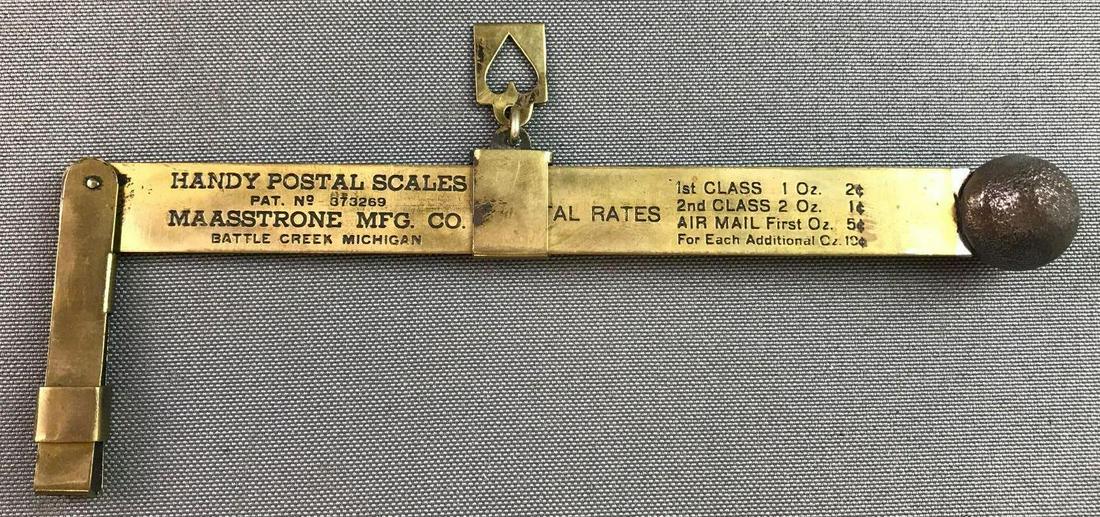 HANDY POSTAL SCALES
PAT. Nº 373269
MAASSTRONE MFG. CO.
BATTLE CREEK MICHIGAN
TAL RATES
1st CLASS 1 Oz. 2¢
2nd CLASS 2 Oz. 1¢
AIR MAIL First Oz. 5¢
For Each Additional Oz. 10¢